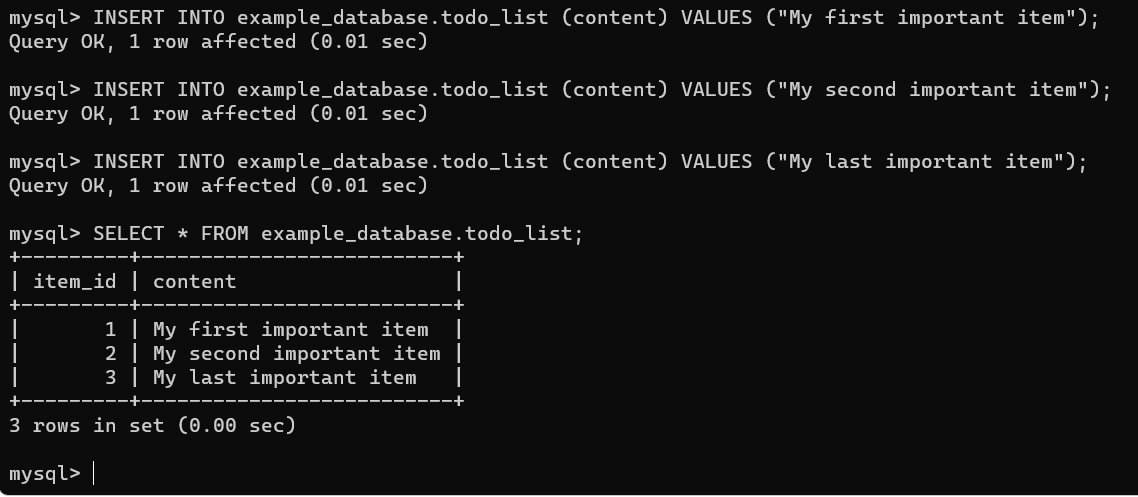 mysql> INSERT INTO example_database.todo_list (content) VALUES ("My first important item");
Query OK, 1 row affected (0.01 sec)
mysql> INSERT INTO example_database.todo_list (content) VALUES ("My second important item");
Query OK, 1 row affected (0.01 sec)
mysql> INSERT INTO example_database.todo_list (content) VALUES ("My last important item");
Query OK, 1 row affected (0.01 sec)
mysql> SELECT * FROM example_database.todo_list;
+---------+--------------------------+
| item_id | content                  |
+---------+--------------------------+
|       1 | My first important item  |
|       2 | My second important item |
|       3 | My last important item   |
+---------+--------------------------+
3 rows in set (0.00 sec)
mysql>